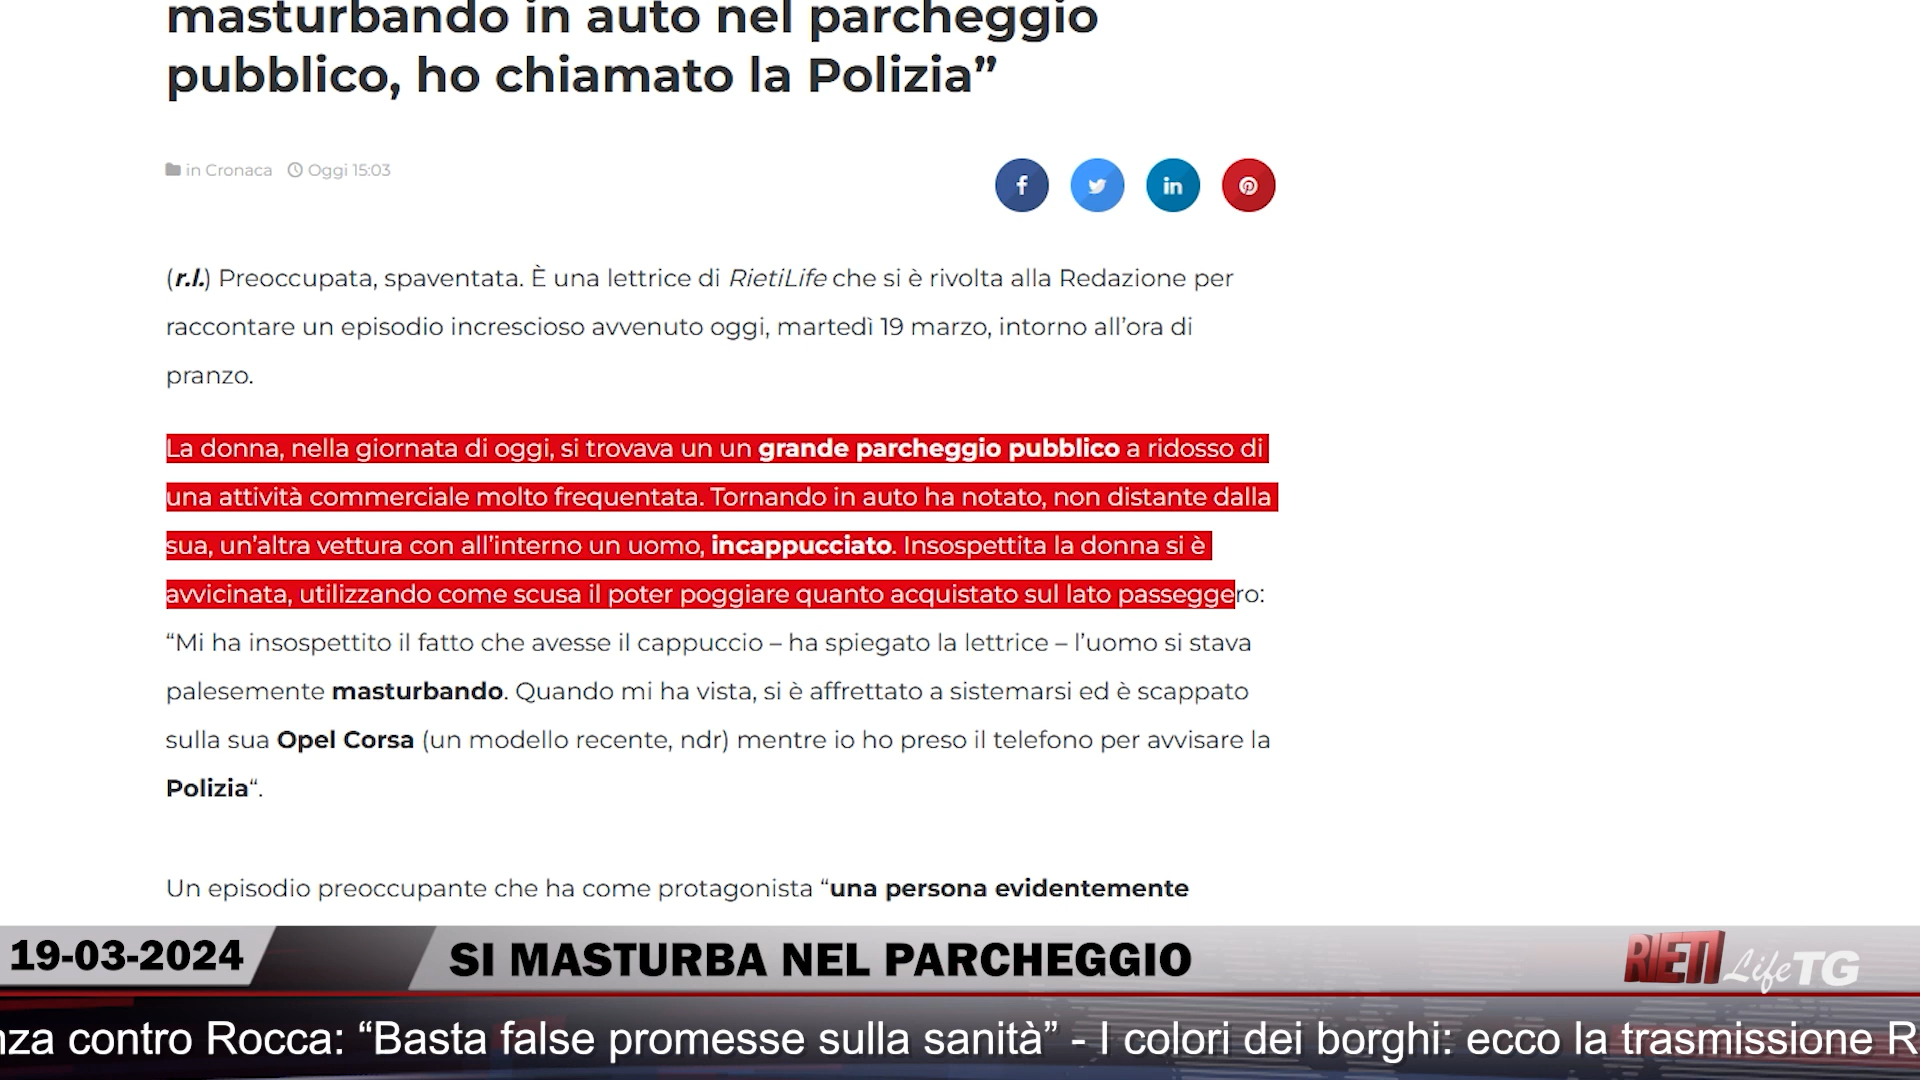 masturbando in auto nel parcheggio
pubblico, ho chiamato la Polizia”
in Cronaca Oggi 15:03
(r.l.) Preoccupata, spaventata. È una lettrice di RietiLife che si è rivolta alla Redazione per
raccontare un episodio increscioso avvenuto oggi, martedì 19 marzo, intorno all’ora di
pranzo.
La donna, nella giornata di oggi, si trovava un un grande parcheggio pubblico a ridosso di
una attività commerciale molto frequentata. Tornando in auto ha notato, non distante dalla
sua, un’altra vettura con all’interno un uomo, incappucciato. Insospettita la donna si è
avvicinata, utilizzando come scusa il poter poggiare quanto acquistato sul lato passeggero:
“Mi ha insospettito il fatto che avesse il cappuccio – ha spiegato la lettrice – l’uomo si stava
palesemente masturbando. Quando mi ha vista, si è affrettato a sistemarsi ed è scappato
sulla sua Opel Corsa (un modello recente, ndr) mentre io ho preso il telefono per avvisare la
Polizia“.
Un episodio preoccupante che ha come protagonista “una persona evidentemente
19-03-2024
SI MASTURBA NEL PARCHEGGIO
RIETI Life TG
nza contro Rocca: “Basta false promesse sulla sanità” - I colori dei borghi: ecco la trasmissione R